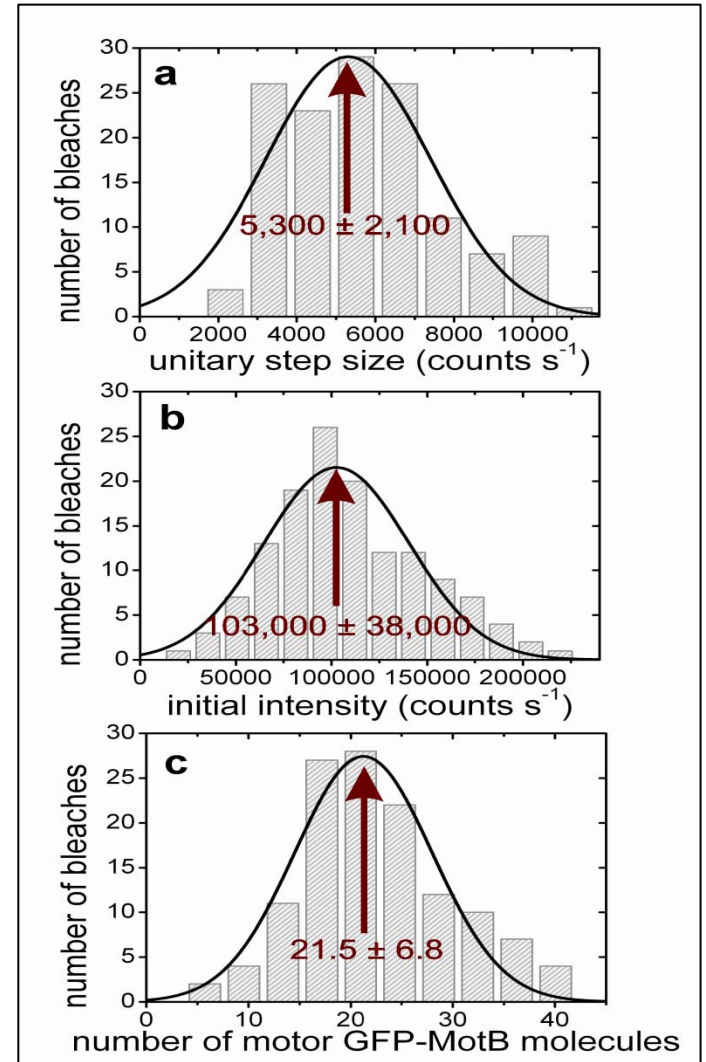 a
number of bleaches
30
25
20
15
10
5
0
5,300 ± 2,100
0 2000 4000 6000 8000 10000
unitary step size (counts s⁻¹)
b
number of bleaches
30
25
20
15
10
5
0
103,000 ± 38,000
0 50000 100000 150000 200000
initial intensity (counts s⁻¹)
c
number of bleaches
30
25
20
15
10
5
0
21.5 ± 6.8
0 10 20 30 40
number of motor GFP-MotB molecules